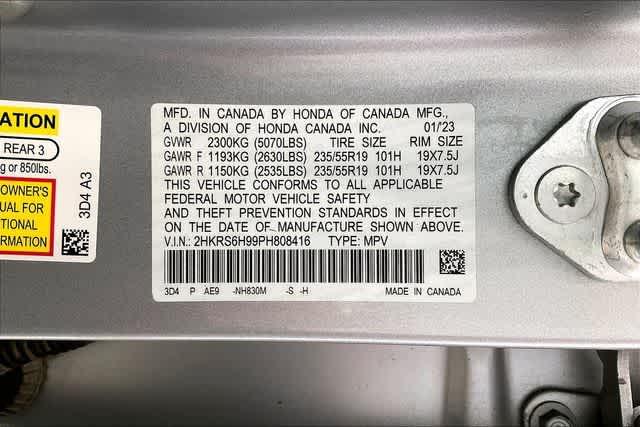 ATION
REAR 3
g or 850lbs.
OWNER'S
UAL FOR
TIONAL
RMATION
3D4 A3
MFD. IN CANADA BY HONDA OF CANADA MFG.,
A DIVISION OF HONDA CANADA INC. 01/23
GVWR 2300KG (5070LBS) TIRE SIZE RIM SIZE
GAWR F 1193KG (2630LBS) 235/55R19 101H 19X7.5J
GAWR R 1150KG (2535LBS) 235/55R19 101H 19X7.5J
THIS VEHICLE CONFORMS TO ALL APPLICABLE
FEDERAL MOTOR VEHICLE SAFETY
AND THEFT PREVENTION STANDARDS IN EFFECT
ON THE DATE OF MANUFACTURE SHOWN ABOVE.
V.I.N.: 2HKRS6H99PH808416 TYPE: MPV
3D4 P AE9 -NH830M -S -H MADE IN CANADA